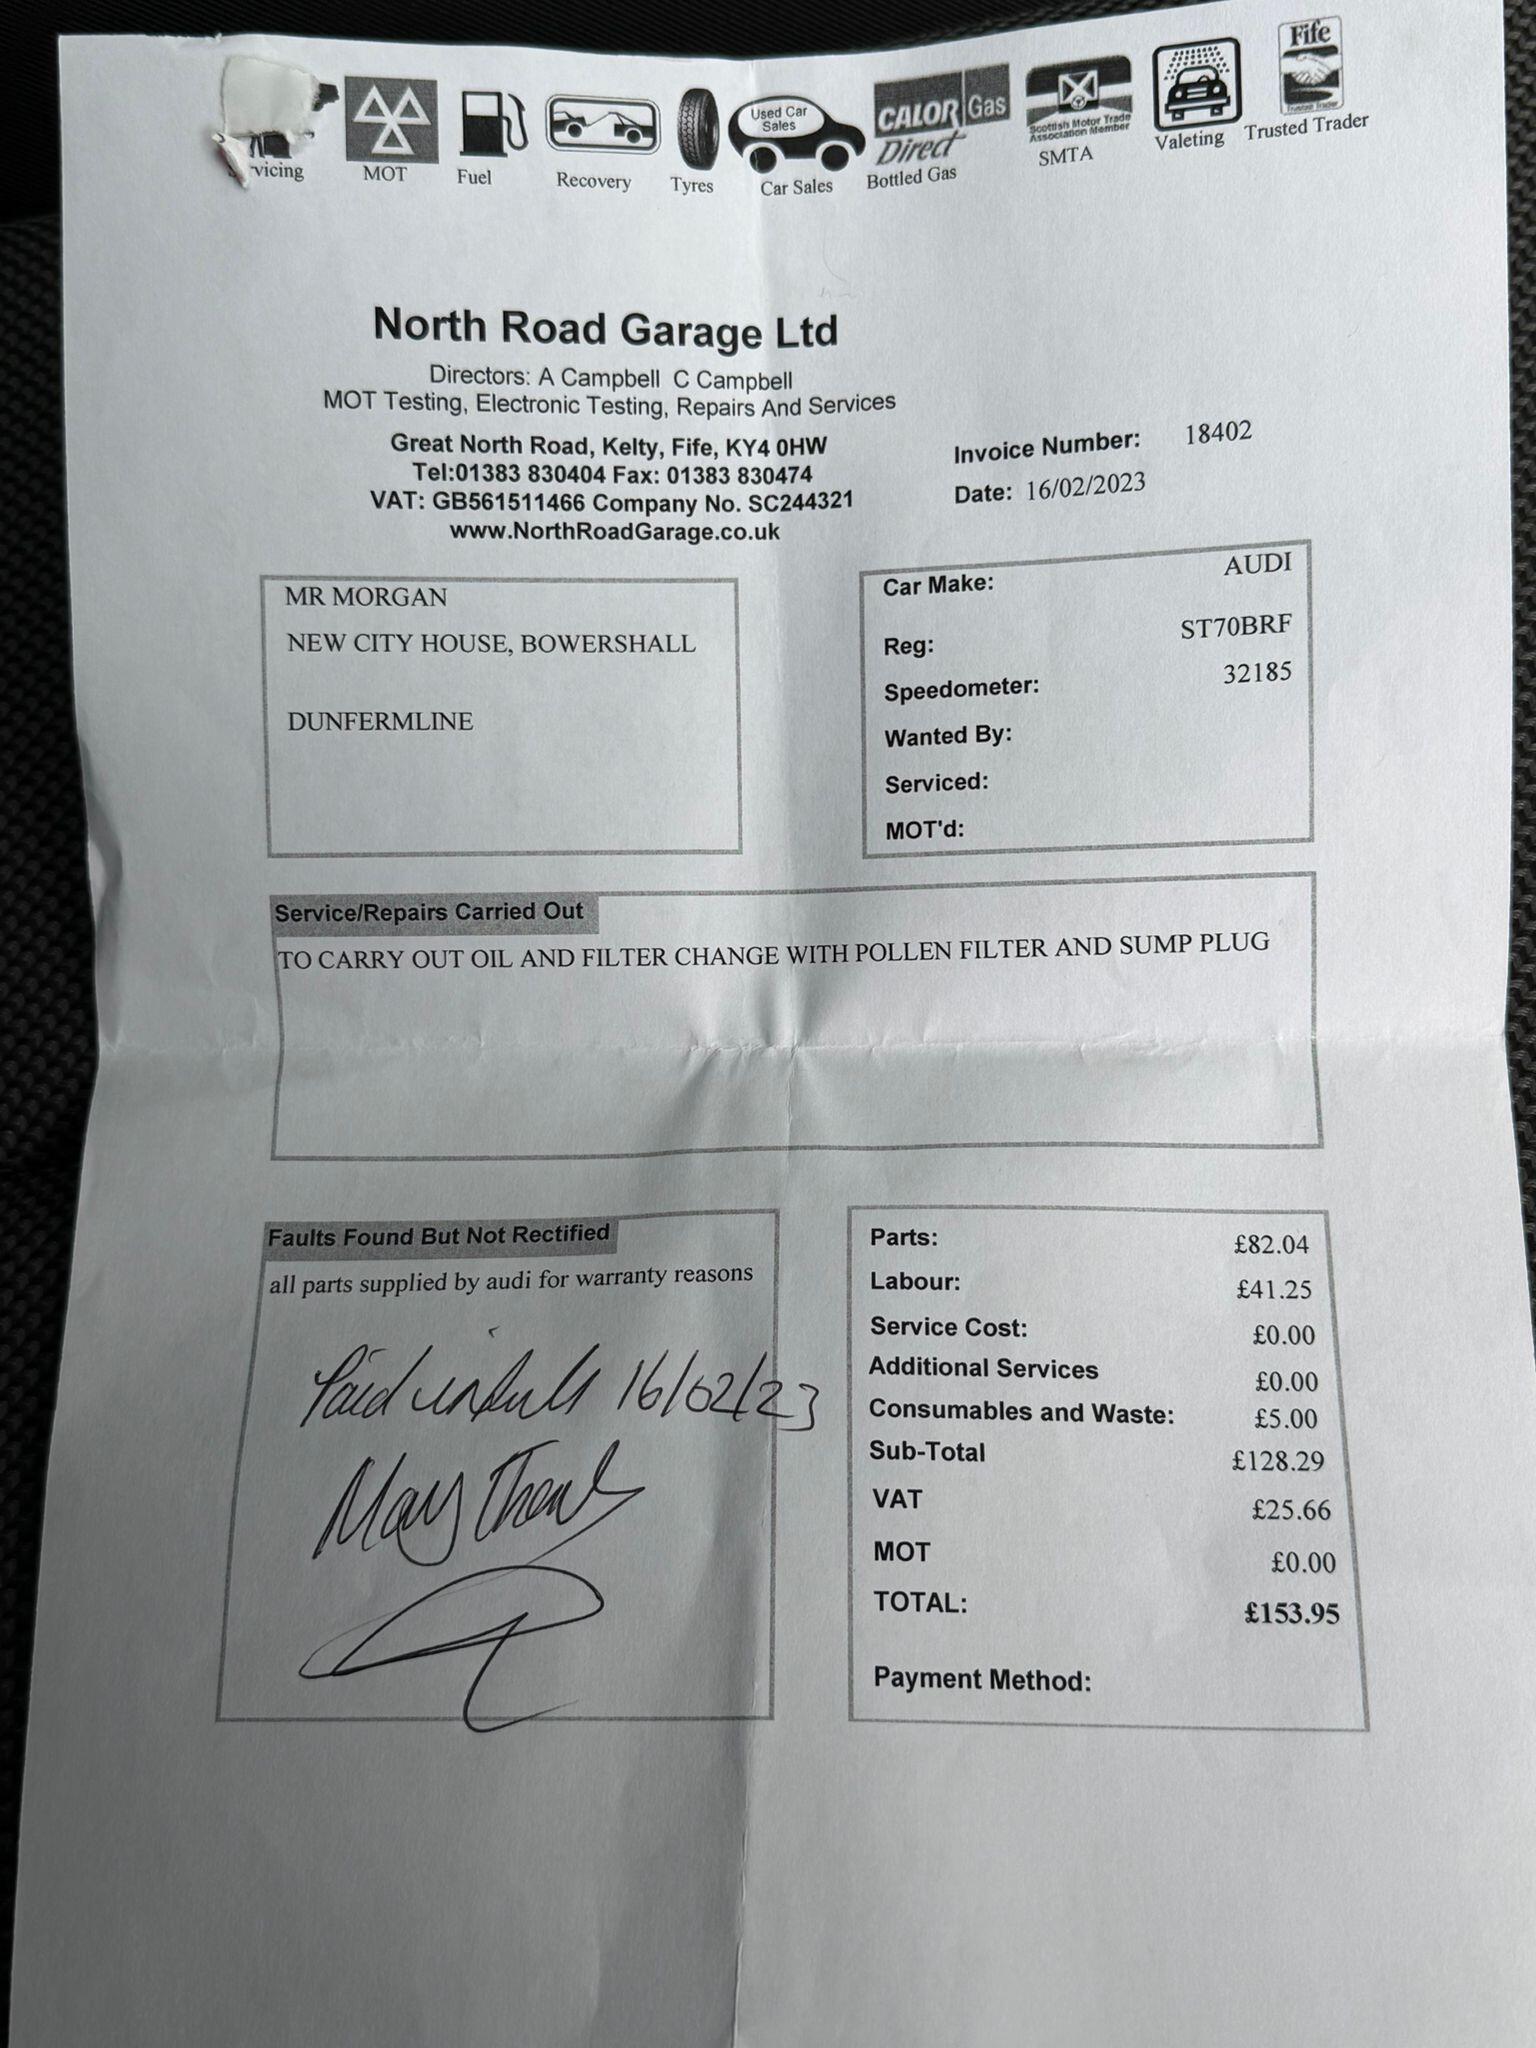 Used Car
Sales
CALOR Gas
Direct
Scottish Motor Trade
Association Member
Fife
Trusted Trader
vicing MOT Fuel Recovery Tyres Car Sales Bottled Gas SMTA Valeting Trusted Trader
North Road Garage Ltd
Directors: A Campbell C Campbell
MOT Testing, Electronic Testing, Repairs And Services
Great North Road, Kelty, Fife, KY4 0HW
Tel:01383 830404 Fax: 01383 830474
VAT: GB561511466 Company No. SC244321
www.NorthRoadGarage.co.uk
Invoice Number: 18402
Date: 16/02/2023
MR MORGAN
NEW CITY HOUSE, BOWERSHALL
DUNFERMLINE
Car Make: AUDI
Reg: ST70BRF
Speedometer: 32185
Wanted By:
Serviced:
MOT'd:
Service/Repairs Carried Out
TO CARRY OUT OIL AND FILTER CHANGE WITH POLLEN FILTER AND SUMP PLUG
Faults Found But Not Rectified
all parts supplied by audi for warranty reasons
Paid in full 16/02/23
Many Thanks
Parts: £82.04
Labour: £41.25
Service Cost: £0.00
Additional Services £0.00
Consumables and Waste: £5.00
Sub-Total £128.29
VAT £25.66
MOT £0.00
TOTAL: £153.95
Payment Method: